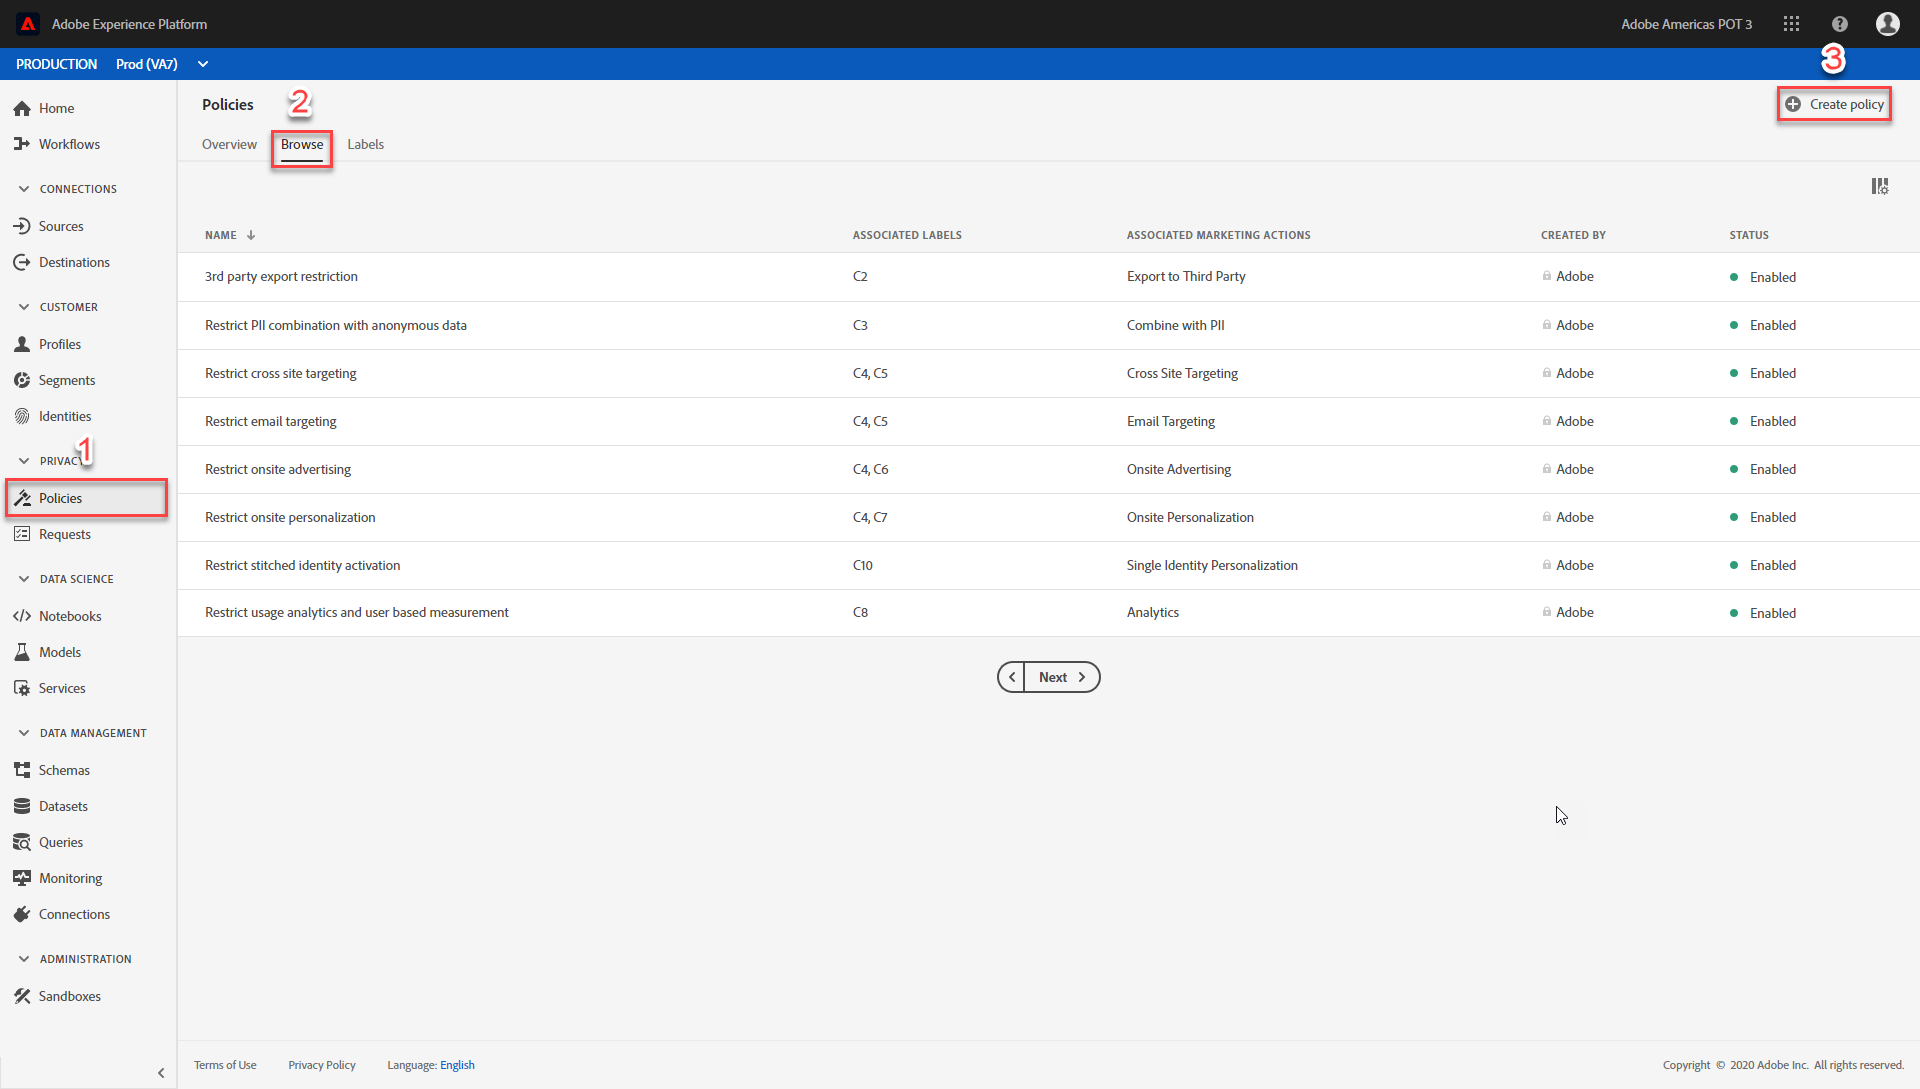 Adobe Experience Platform
Adobe Americas POT 3
PRODUCTION Prod (VA7)
3
Home
Workflows
CONNECTIONS
Sources
Destinations
CUSTOMER
Profiles
Segments
Identities
1
PRIVACY
Policies
Requests
DATA SCIENCE
Notebooks
Models
Services
DATA MANAGEMENT
Schemas
Datasets
Queries
Monitoring
Connections
ADMINISTRATION
Sandboxes
Policies
2
Create policy
Overview Browse Labels
NAME ASSOCIATED LABELS ASSOCIATED MARKETING ACTIONS CREATED BY STATUS
3rd party export restriction C2 Export to Third Party Adobe Enabled
Restrict PII combination with anonymous data C3 Combine with PII Adobe Enabled
Restrict cross site targeting C4, C5 Cross Site Targeting Adobe Enabled
Restrict email targeting C4, C5 Email Targeting Adobe Enabled
Restrict onsite advertising C4, C6 Onsite Advertising Adobe Enabled
Restrict onsite personalization C4, C7 Onsite Personalization Adobe Enabled
Restrict stitched identity activation C10 Single Identity Personalization Adobe Enabled
Restrict usage analytics and user based measurement C8 Analytics Adobe Enabled
Next
Terms of Use Privacy Policy Language: English
Copyright © 2020 Adobe Inc. All rights reserved.